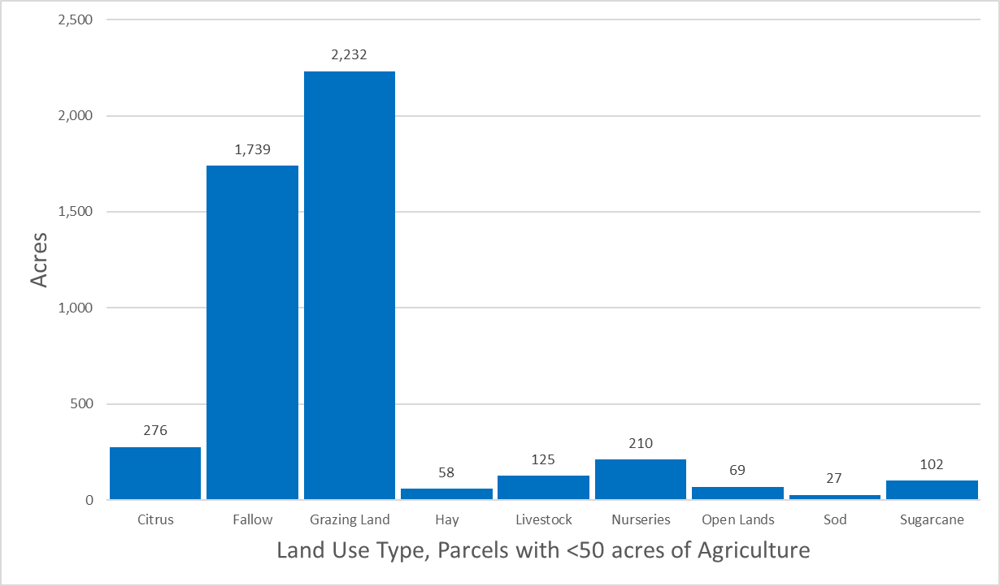 2,500
2,000
1,500
1,000
500
0
Acres
276
1,739
2,232
58
125
210
69
27
102
Citrus
Fallow
Grazing Land
Hay
Livestock
Nurseries
Open Lands
Sod
Sugarcane
Land Use Type, Parcels with <50 acres of Agriculture